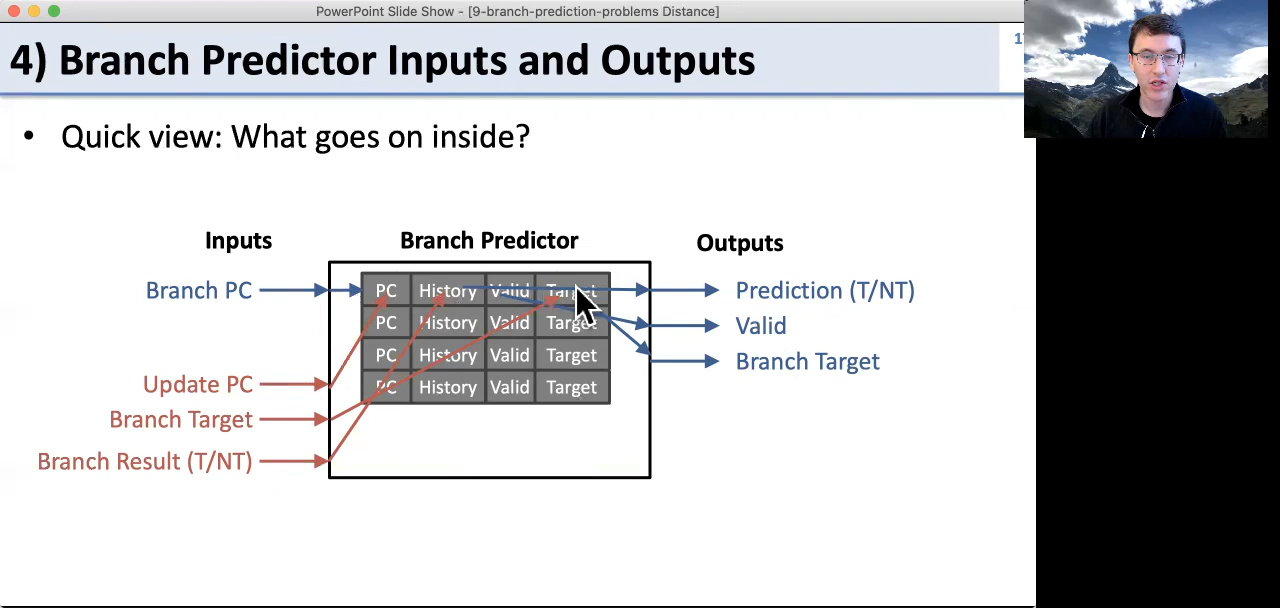 PowerPoint Slide Show - [9-branch-prediction-problems Distance]
4) Branch Predictor Inputs and Outputs
• Quick view: What goes on inside?
Inputs
Branch Predictor
Outputs
Branch PC
PC History Valid Target
Prediction (T/NT)
PC History Valid Target
Valid
PC History Valid Target
Branch Target
Update PC
PC History Valid Target
Branch Target
Branch Result (T/NT)